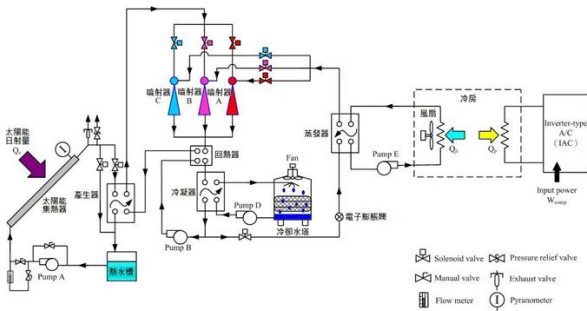 噴射器
C
噴射器
B
噴射器
A
太陽能
日射量
Qs
太陽能
集熱器
產生器
Pump A
熱水槽
回熱器
冷凝器
Fan
Pump D
Pump B
冷卻水塔
電子膨脹閥
蒸發器
Pump E
冷房
風扇
Inverter-type
A/C
(IAC)
Input power
Wcomp
Solenoid valve
Pressure relief valve
Manual valve
Exhaust valve
Flow meter
Pyranometer